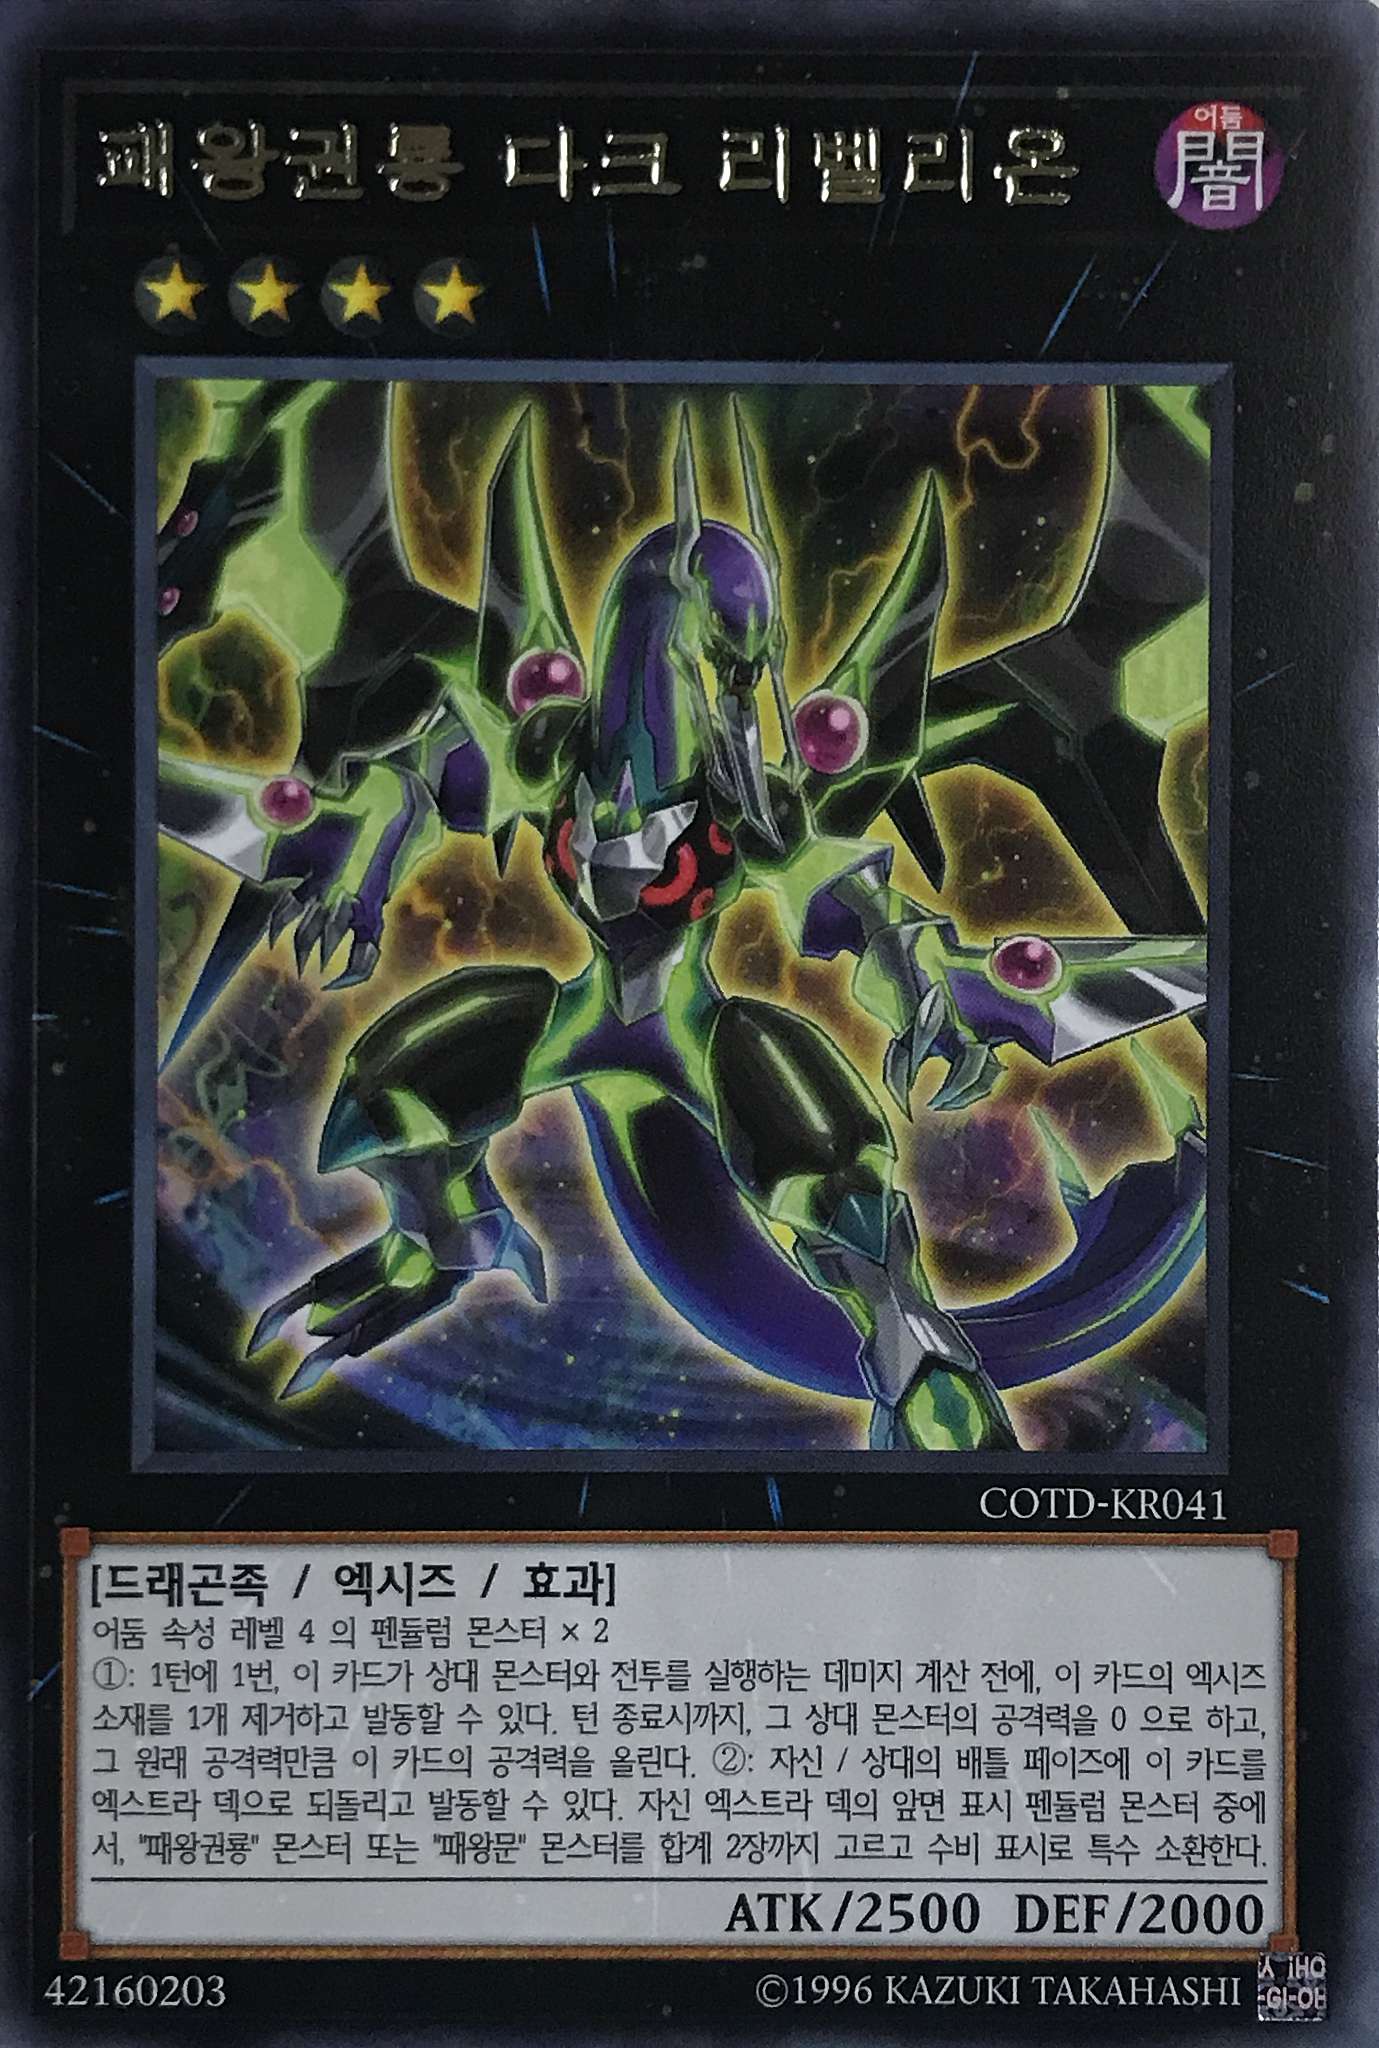 패왕권룡 다크 리벨리온
어둠
闇
COTD-KR041
[드래곤족 / 엑시즈 / 효과]
어둠 속성 레벨 4 의 펜듈럼 몬스터 × 2
①: 1턴에 1번, 이 카드가 상대 몬스터와 전투를 실행하는 데미지 계산 전에, 이 카드의 엑시즈
소재를 1개 제거하고 발동할 수 있다. 턴 종료시까지, 그 상대 몬스터의 공격력을 0 으로 하고,
그 원래 공격력만큼 이 카드의 공격력을 올린다. ②: 자신 / 상대의 배틀 페이즈에 이 카드를
엑스트라 덱으로 되돌리고 발동할 수 있다. 자신 엑스트라 덱의 앞면 표시 펜듈럼 몬스터 중에
서, "패왕권룡" 몬스터 또는 "패왕문" 몬스터를 합계 2장까지 고르고 수비 표시로 특수 소환한다.
ATK/2500 DEF/2000
42160203
©1996 KAZUKI TAKAHASHI